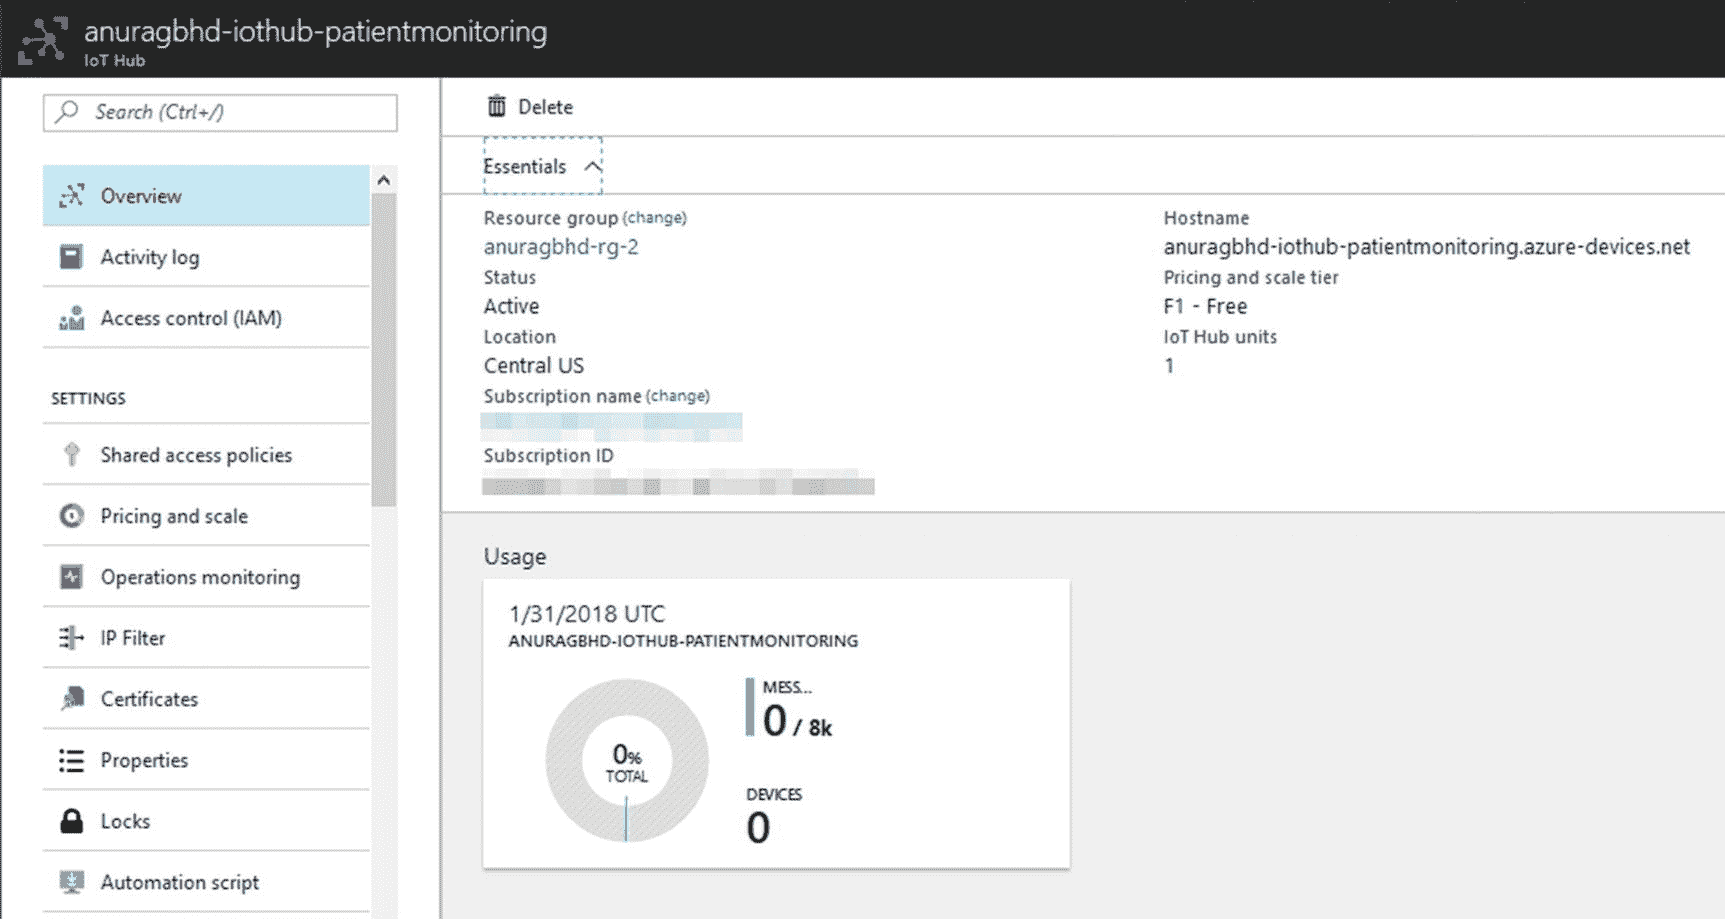 anuragbhd-iothub-patientmonitoring
IoT Hub
Search (Ctrl+/)
Overview
Activity log
Access control (IAM)
SETTINGS
Shared access policies
Pricing and scale
Operations monitoring
IP Filter
Certificates
Properties
Locks
Automation script
Delete
Essentials
Resource group (change)
anuragbhd-rg-2
Status
Active
Location
Central US
Subscription name (change)
Subscription ID
Hostname
anuragbhd-iothub-patientmonitoring.azure-devices.net
Pricing and scale tier
F1 - Free
IoT Hub units
1
Usage
1/31/2018 UTC
ANURAGBHD-IOTHUB-PATIENTMONITORING
0%
TOTAL
MESS...
0 / 8k
DEVICES
0